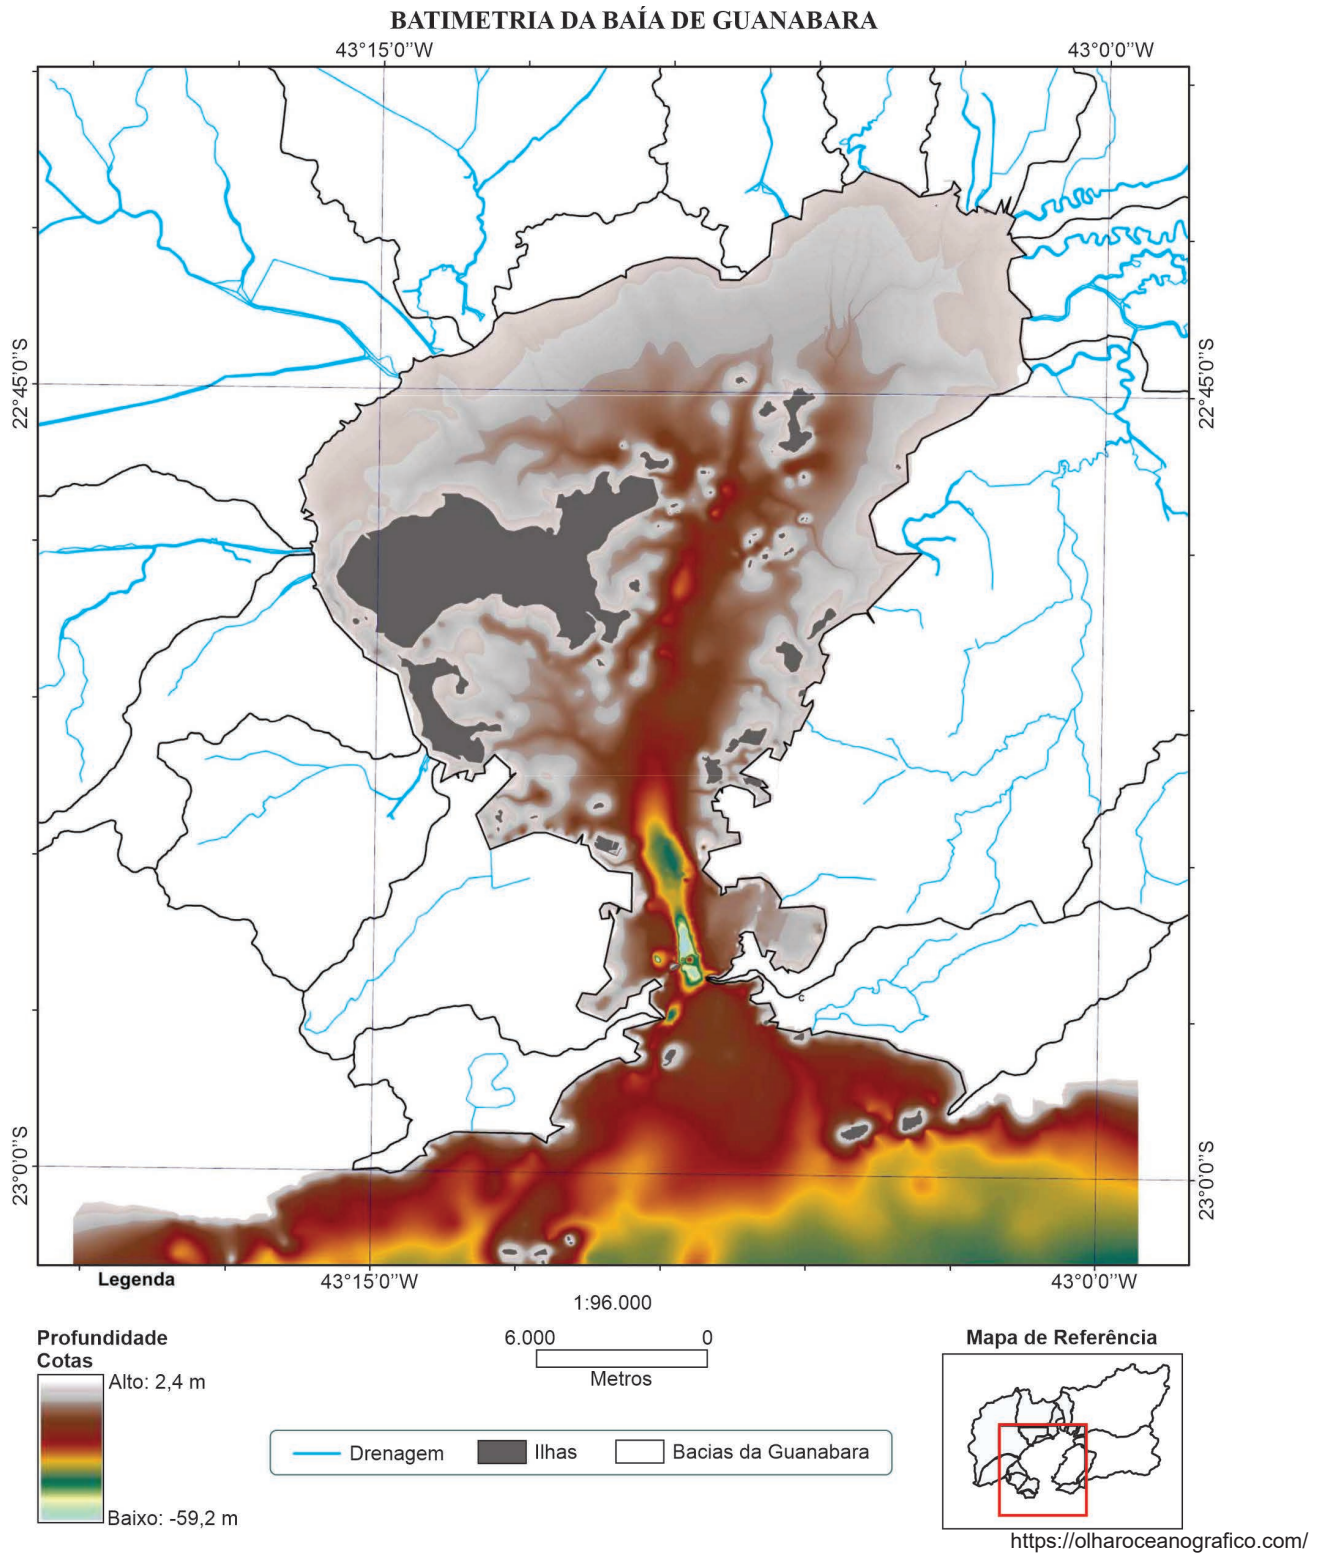 BATIMETRIA DA BAÍA DE GUANABARA
43°15'0''W
43°0'0''W
22°45'0''S
22°45'0''S
C
23°0'0''S
23°0'0''S
Legenda
43°15'0''W
43°0'0''W
1:96.000
Profundidade
Cotas
6.000 0
Metros
Mapa de Referência
Alto: 2,4 m
Baixo: -59,2 m
Drenagem
Ilhas
Bacias da Guanabara
https://olharoceanografico.com/